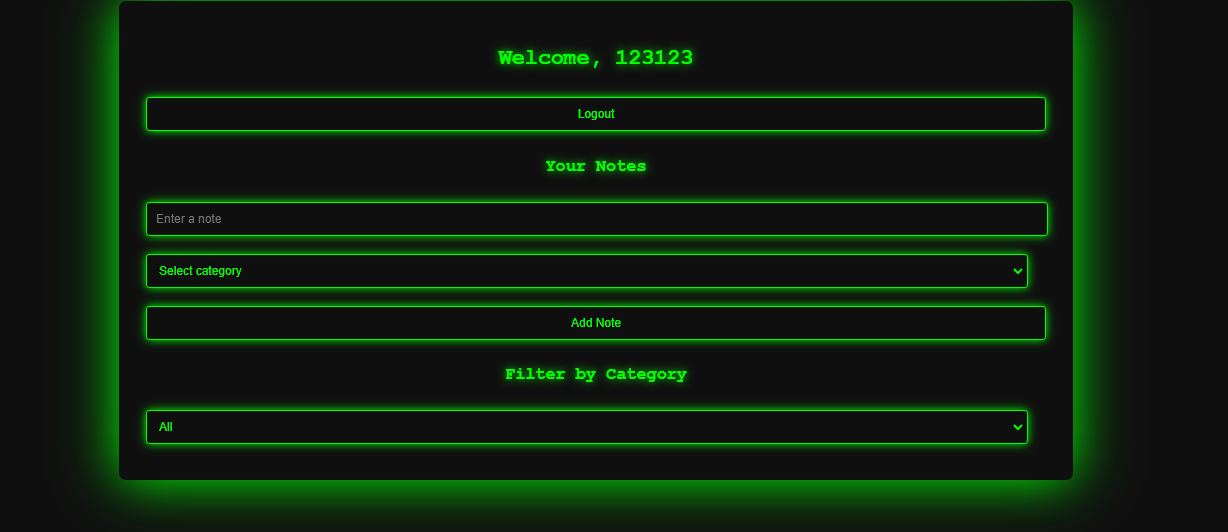 Welcome, 123123
Logout
Your Notes
Enter a note
Select category
Add Note
Filter by Category
All